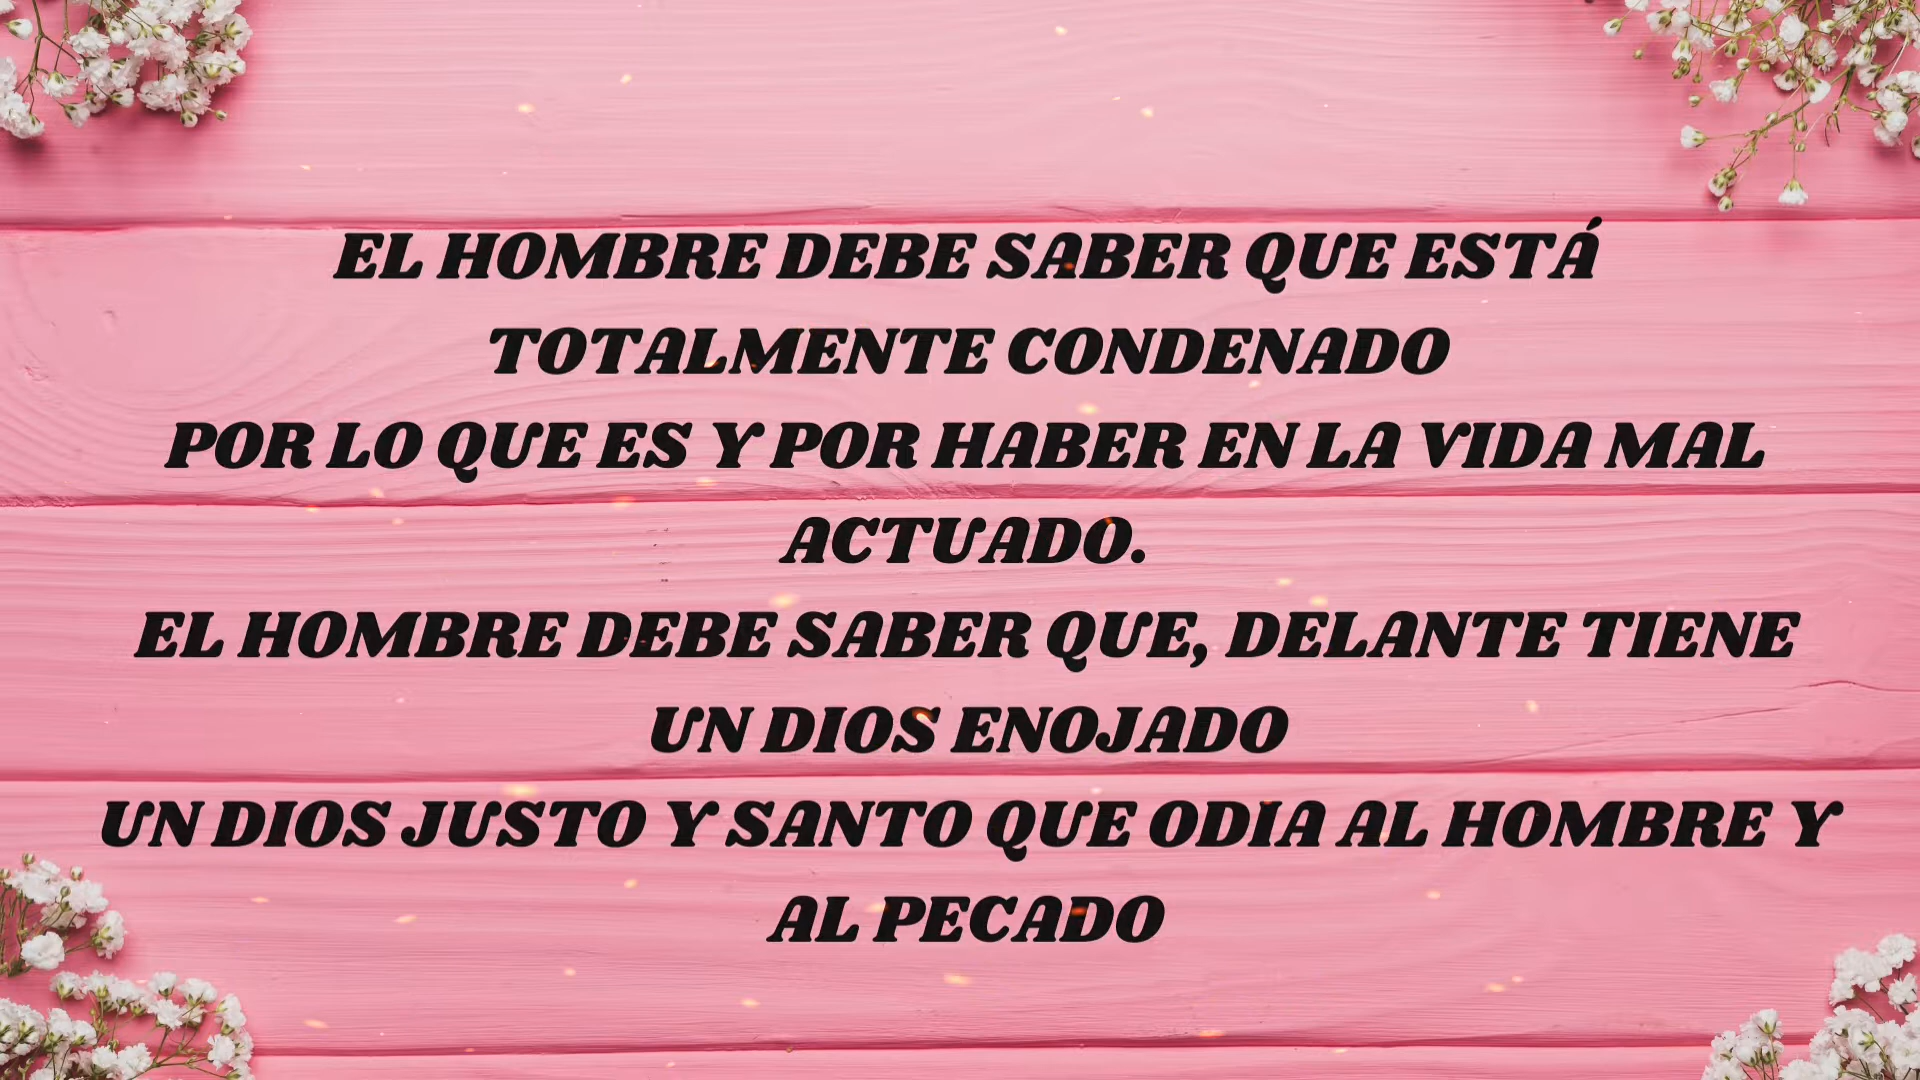 EL HOMBRE DEBE SABER QUE ESTÁ
TOTALMENTE CONDENADO
POR LO QUE ES Y POR HABER EN LA VIDA MAL
ACTUADO.
EL HOMBRE DEBE SABER QUE, DELANTE TIENE
UN DIOS ENOJADO
UN DIOS JUSTO Y SANTO QUE ODIA AL HOMBRE Y
AL PECADO